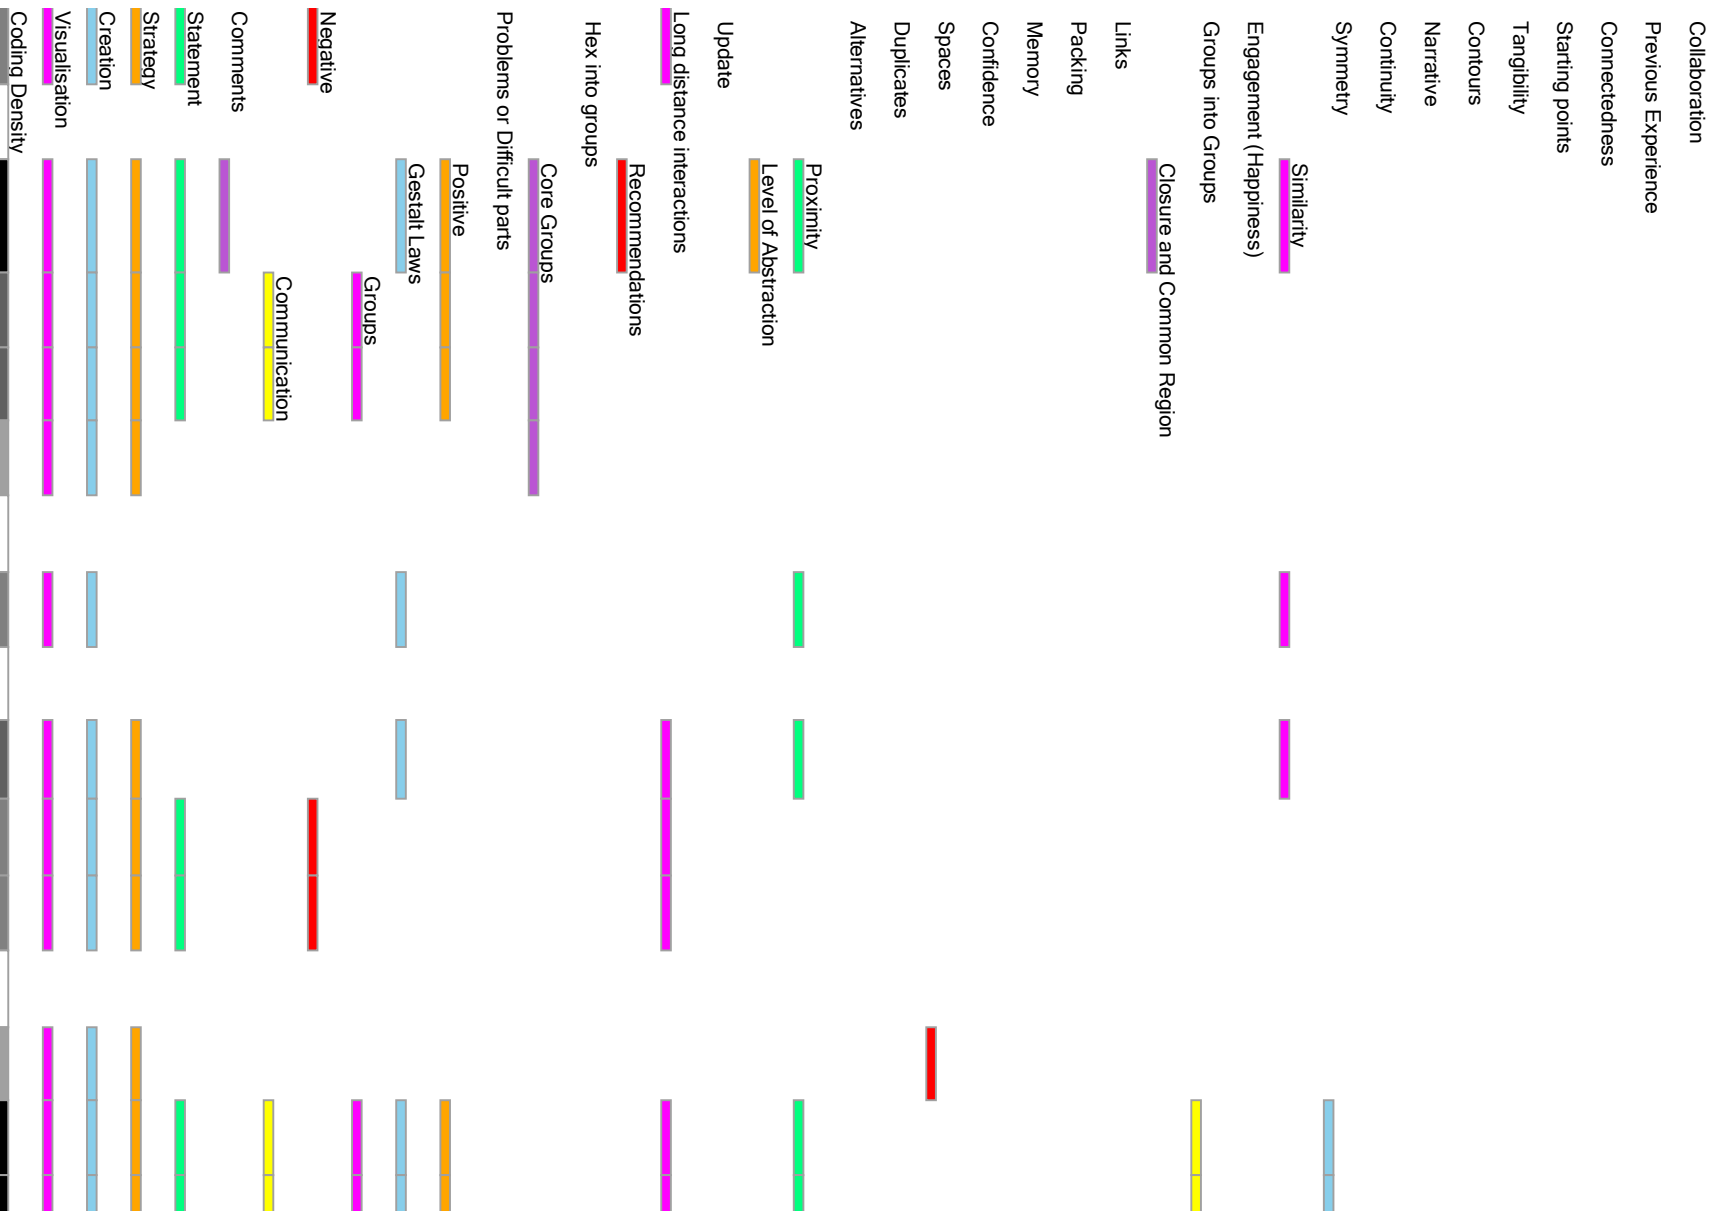 Coding Density
Visualisation
Creation
Strategy
Statement
Comments
Communication
Negative
Groups
Gestalt Laws
Positive
Problems or Difficult parts
Core Groups
Hex into groups
Recommendations
Long distance interactions
Update
Level of Abstraction
Proximity
Alternatives
Duplicates
Spaces
Confidence
Memory
Packing
Links
Closure and Common Region
Groups into Groups
Engagement (Happiness)
Similarity
Symmetry
Continuity
Narrative
Contours
Tangibility
Starting points
Connectedness
Previous Experience
Collaboration